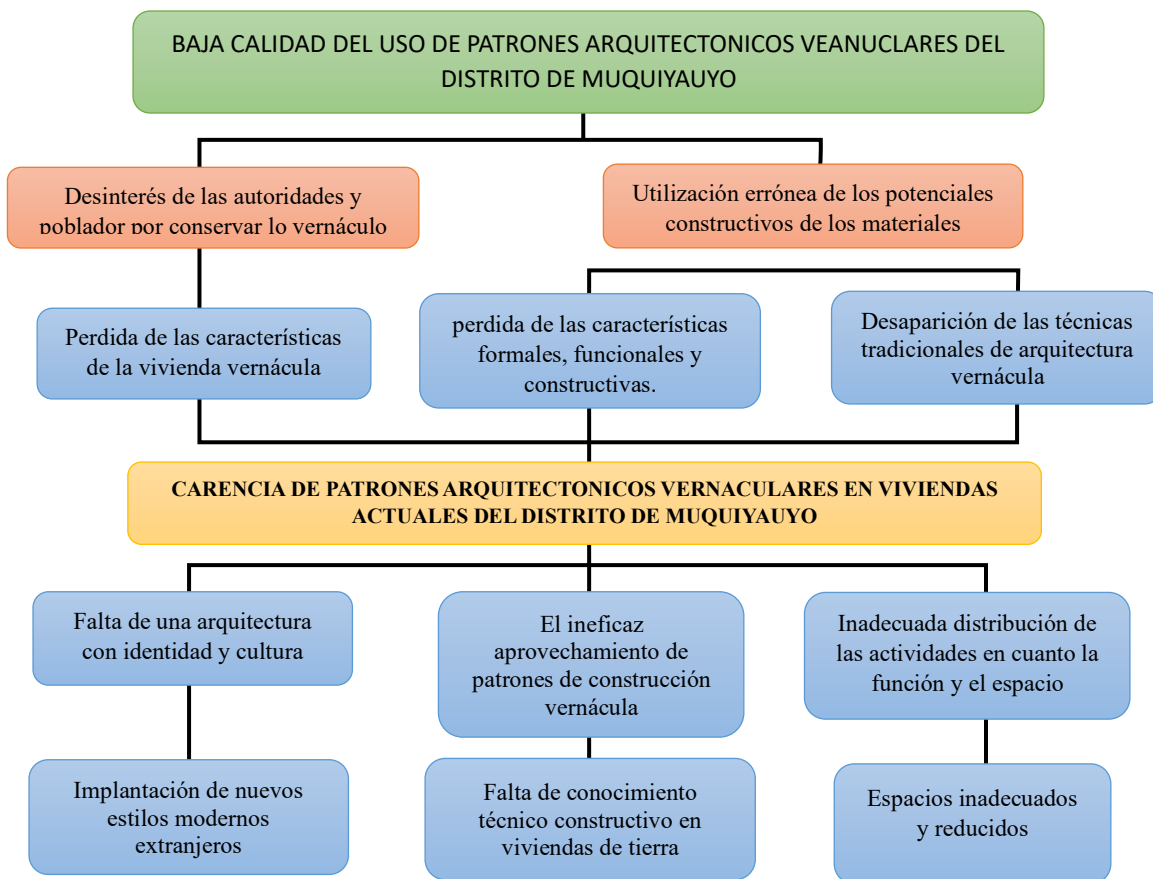 BAJA CALIDAD DEL USO DE PATRONES ARQUITECTONICOS VEANUCLARES DEL
DISTRITO DE MUQUIYAUYO
Desinterés de las autoridades y
poblador por conservar lo vernáculo
Utilización errónea de los potenciales
constructivos de los materiales
Perdida de las características
de la vivienda vernácula
perdida de las características
formales, funcionales y
constructivas.
Desaparición de las técnicas
tradicionales de arquitectura
vernácula
CARENCIA DE PATRONES ARQUITECTONICOS VERNACULARES EN VIVIENDAS
ACTUALES DEL DISTRITO DE MUQUIYAUYO
Falta de una arquitectura
con identidad y cultura
El ineficaz
aprovechamiento de
patrones de construcción
vernácula
Inadecuada distribución de
las actividades en cuanto la
función y el espacio
Implantación de nuevos
estilos modernos
extranjeros
Falta de conocimiento
técnico constructivo en
viviendas de tierra
Espacios inadecuados
y reducidos